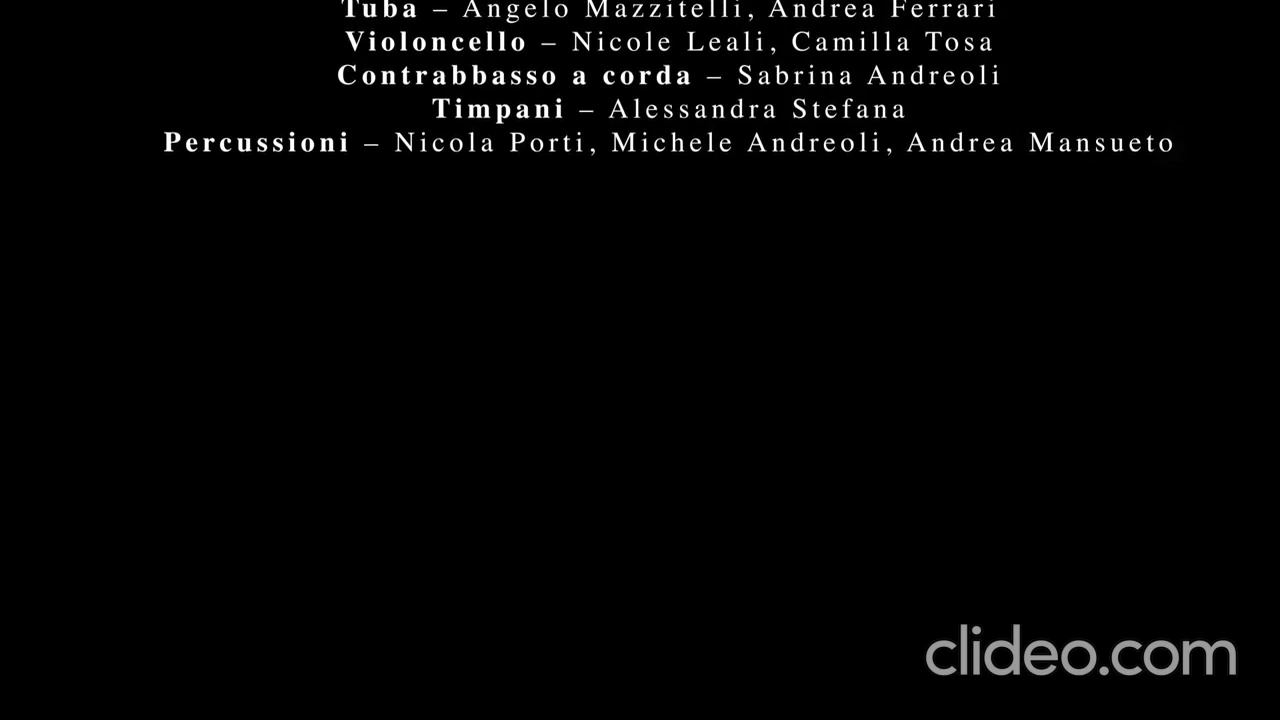 Tuba – Angelo Mazzitelli, Andrea Ferrari
Violoncello – Nicole Leali, Camilla Tosa
Contrabbasso a corda – Sabrina Andreoli
Timpani – Alessandra Stefana
Percussioni – Nicola Porti, Michele Andreoli, Andrea Mansueto
clideo.com